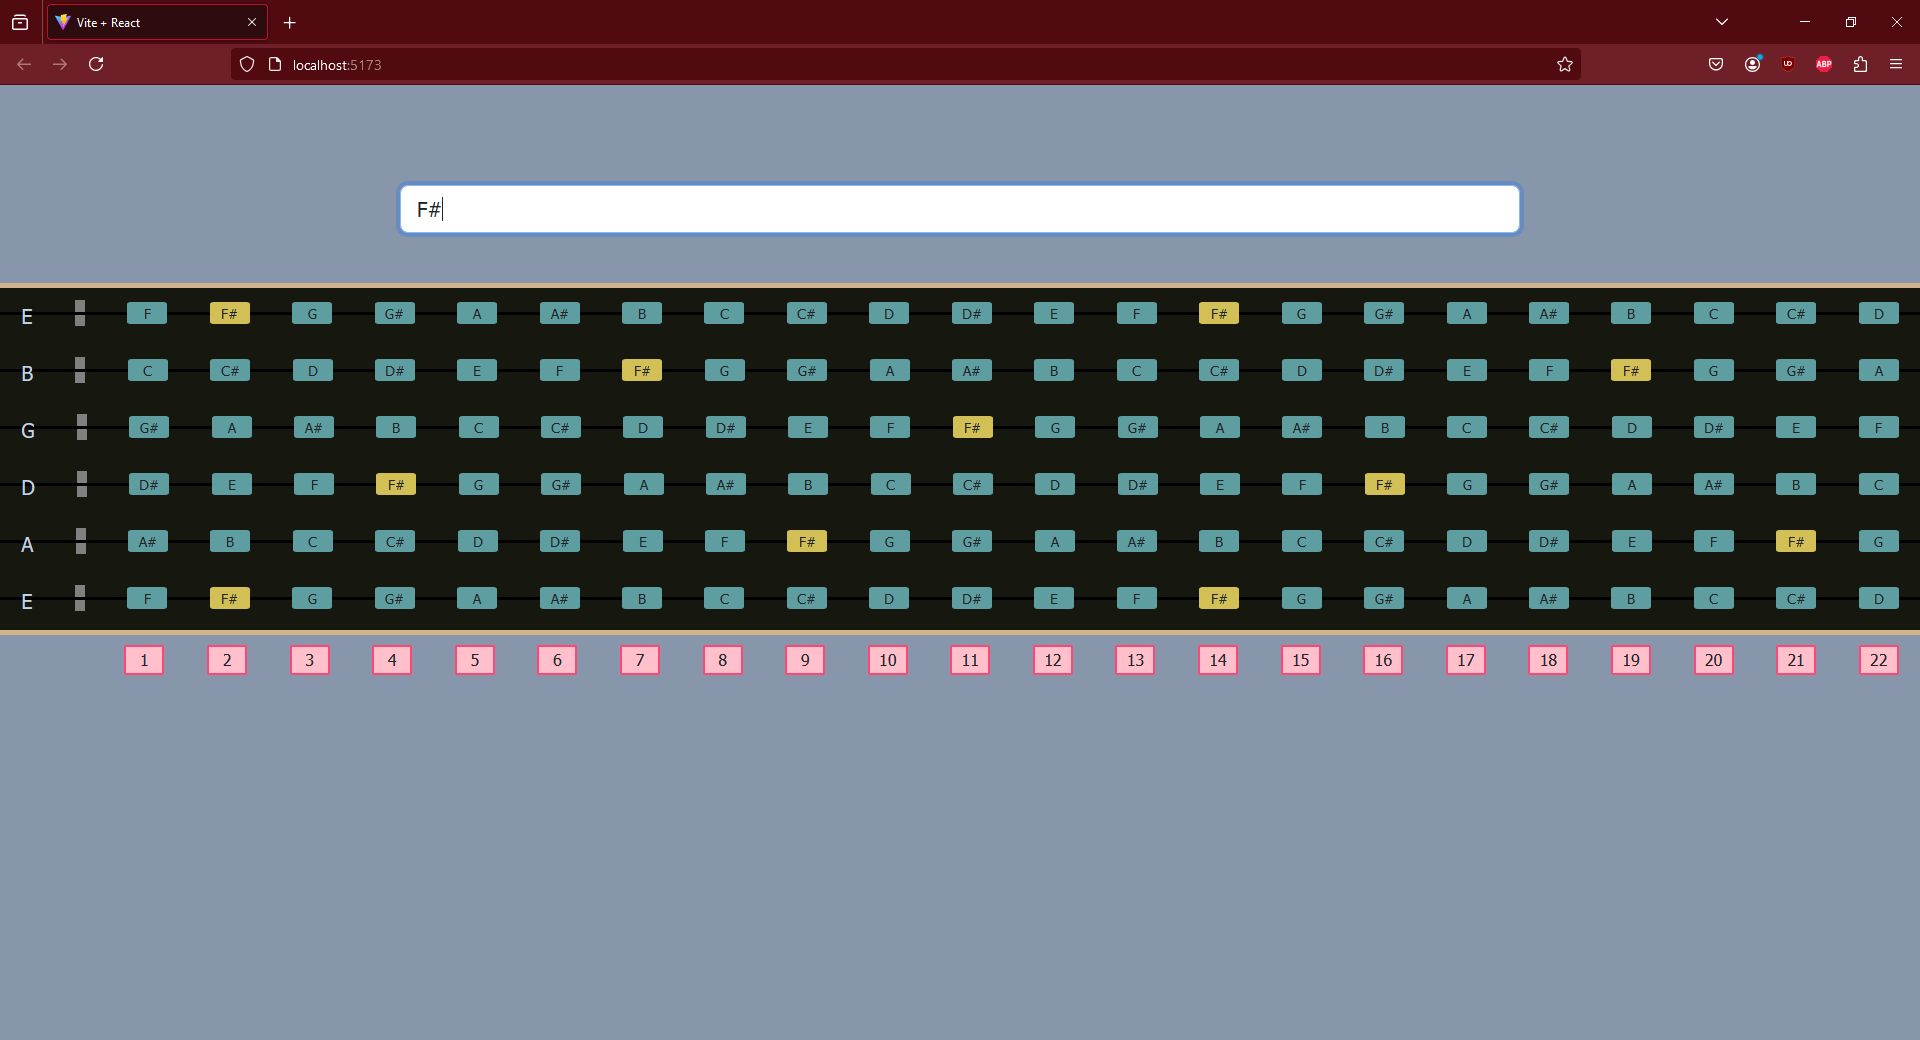 Vite + React
localhost:5173
ABP
F#
E F F# G G# A A# B C C# D D# E F F# G G# A A# B C C# D
B C C# D D# E F F# G G# A A# B C C# D D# E F F# G G# A
G G# A A# B C C# D D# E F F# G G# A A# B C C# D D# E F
D D# E F F# G G# A A# B C C# D D# E F F# G G# A A# B C
A A# B C C# D D# E F F# G G# A A# B C C# D D# E F F# G
E F F# G G# A A# B C C# D D# E F F# G G# A A# B C C# D
1 2 3 4 5 6 7 8 9 10 11 12 13 14 15 16 17 18 19 20 21 22